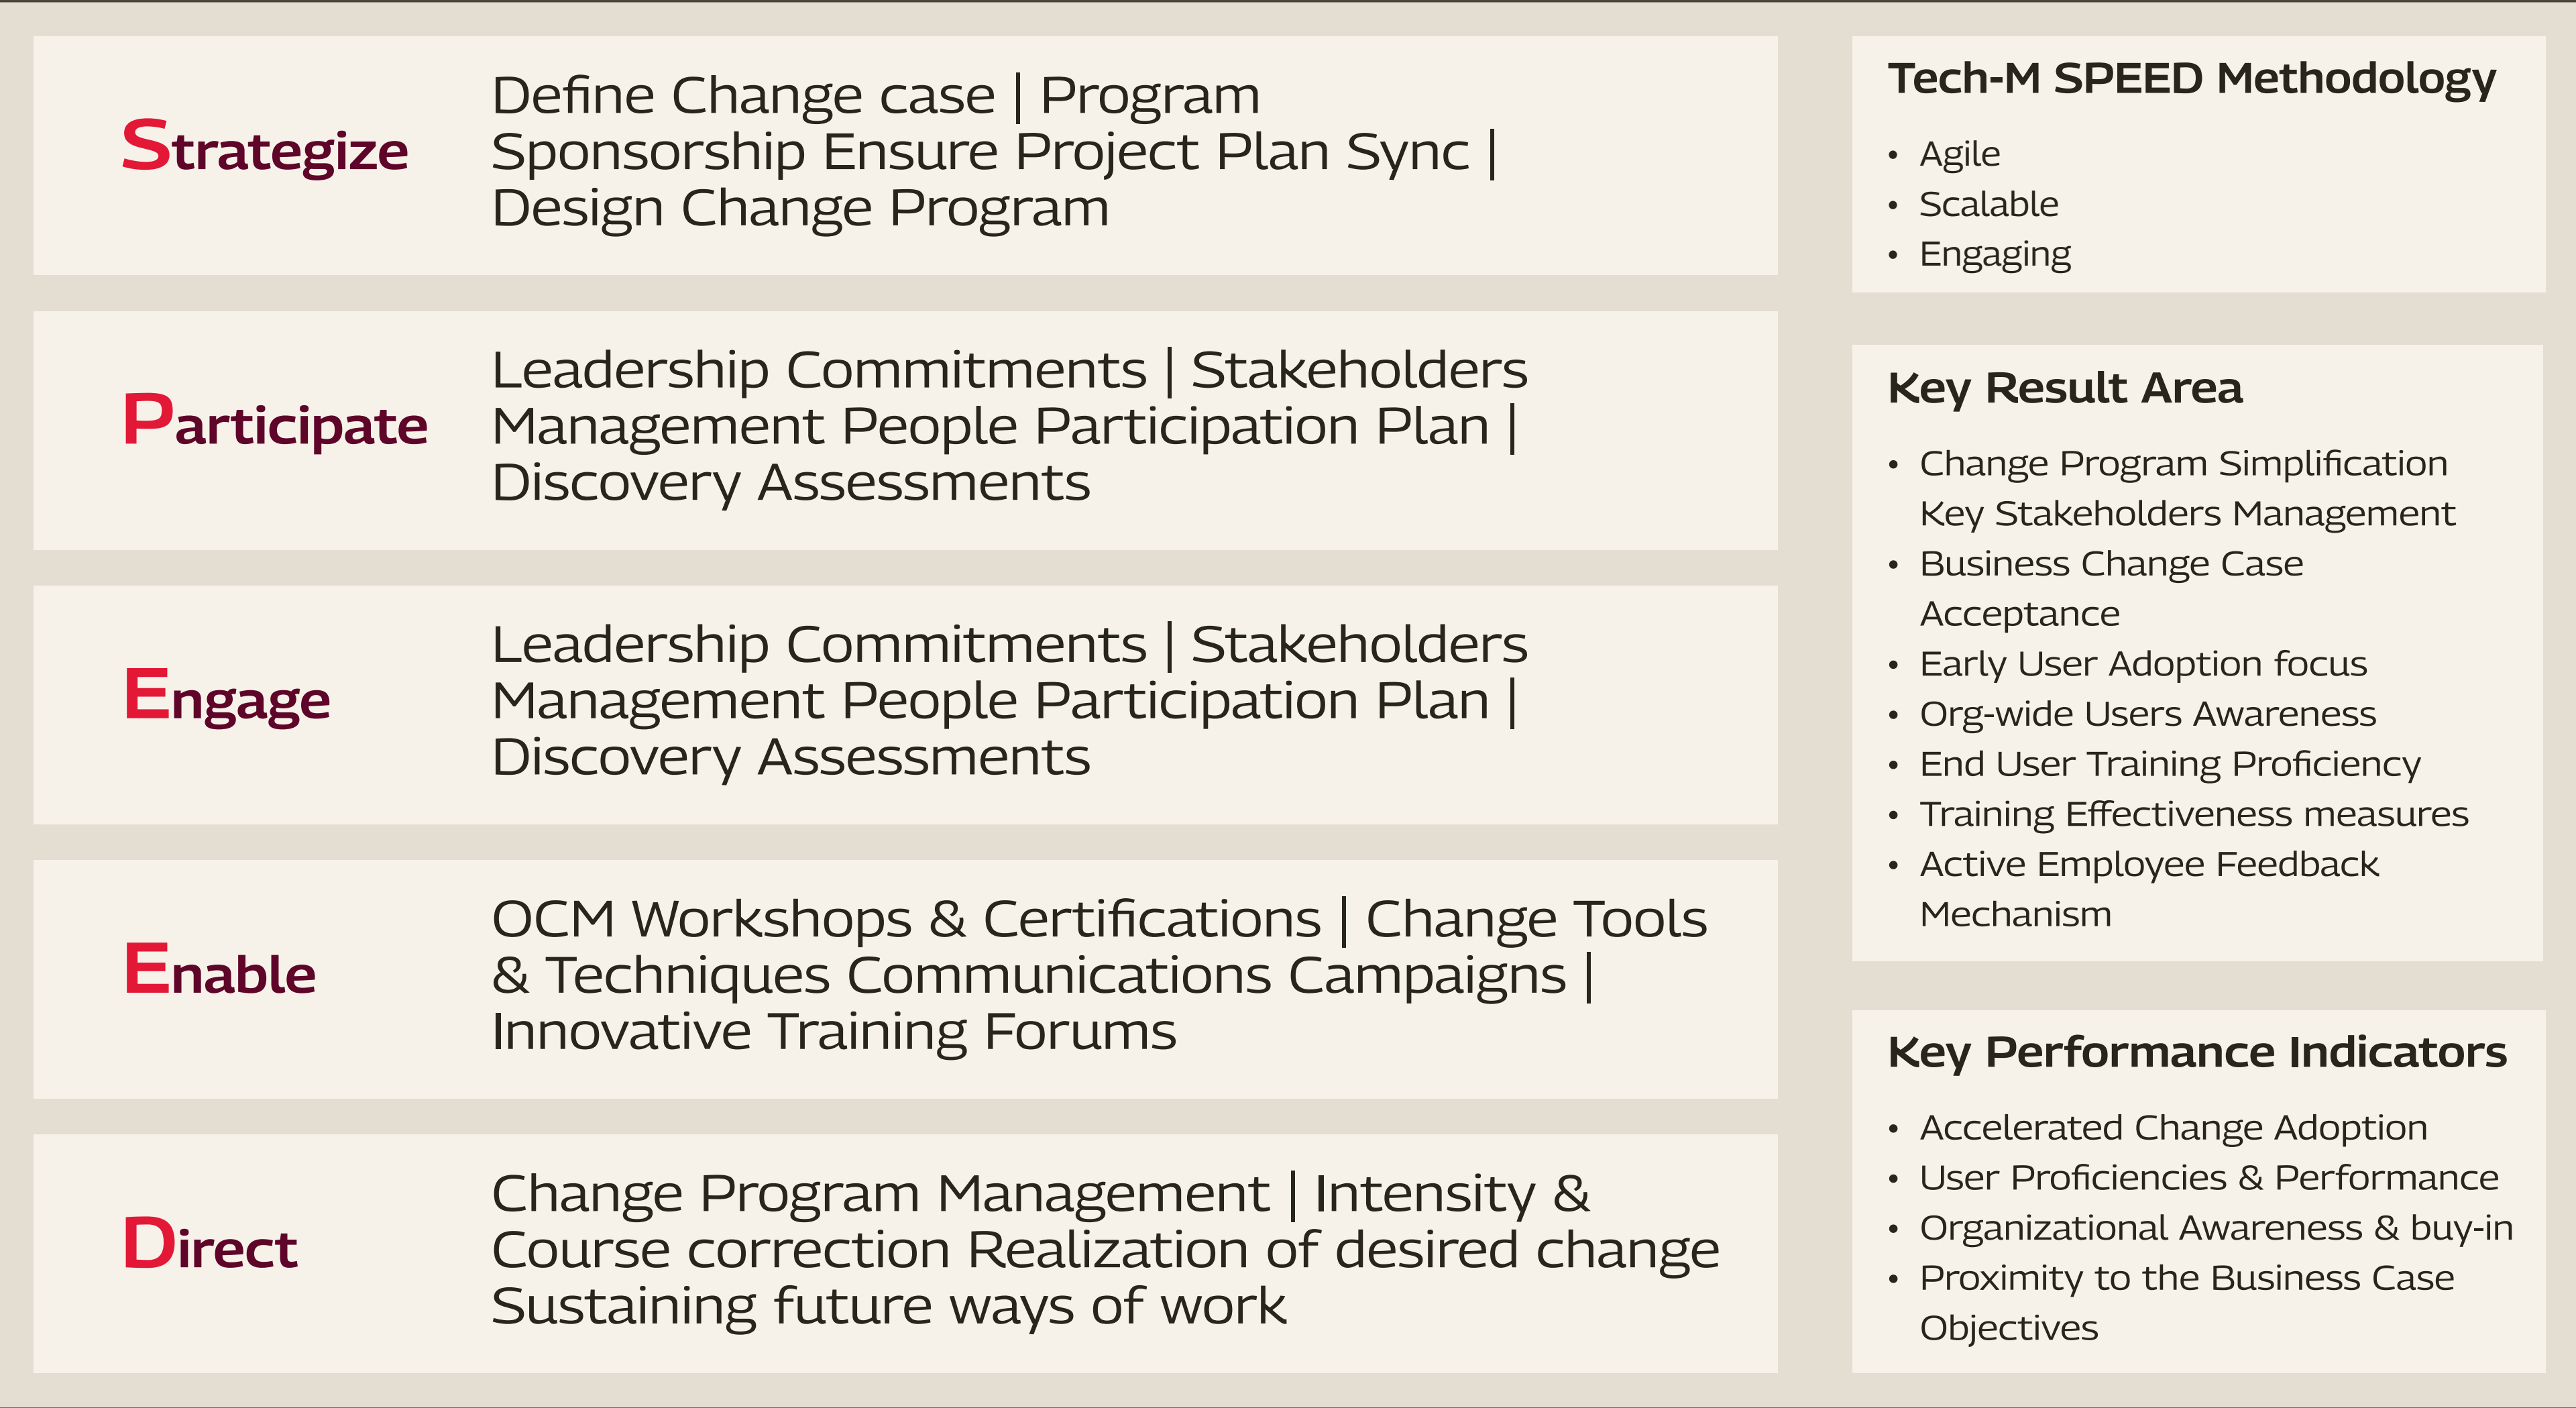 Strategize
Define Change case | Program
Sponsorship Ensure Project Plan Sync |
Design Change Program
Participate
Leadership Commitments | Stakeholders
Management People Participation Plan |
Discovery Assessments
Engage
Leadership Commitments | Stakeholders
Management People Participation Plan |
Discovery Assessments
Enable
OCM Workshops & Certifications | Change Tools
& Techniques Communications Campaigns |
Innovative Training Forums
Direct
Change Program Management | Intensity &
Course correction Realization of desired change
Sustaining future ways of work
Tech-M SPEED Methodology
• Agile
• Scalable
• Engaging
Key Result Area
• Change Program Simplification
Key Stakeholders Management
• Business Change Case
Acceptance
• Early User Adoption focus
• Org-wide Users Awareness
• End User Training Proficiency
• Training Effectiveness measures
• Active Employee Feedback
Mechanism
Key Performance Indicators
• Accelerated Change Adoption
• User Proficiencies & Performance
• Organizational Awareness & buy-in
• Proximity to the Business Case
Objectives